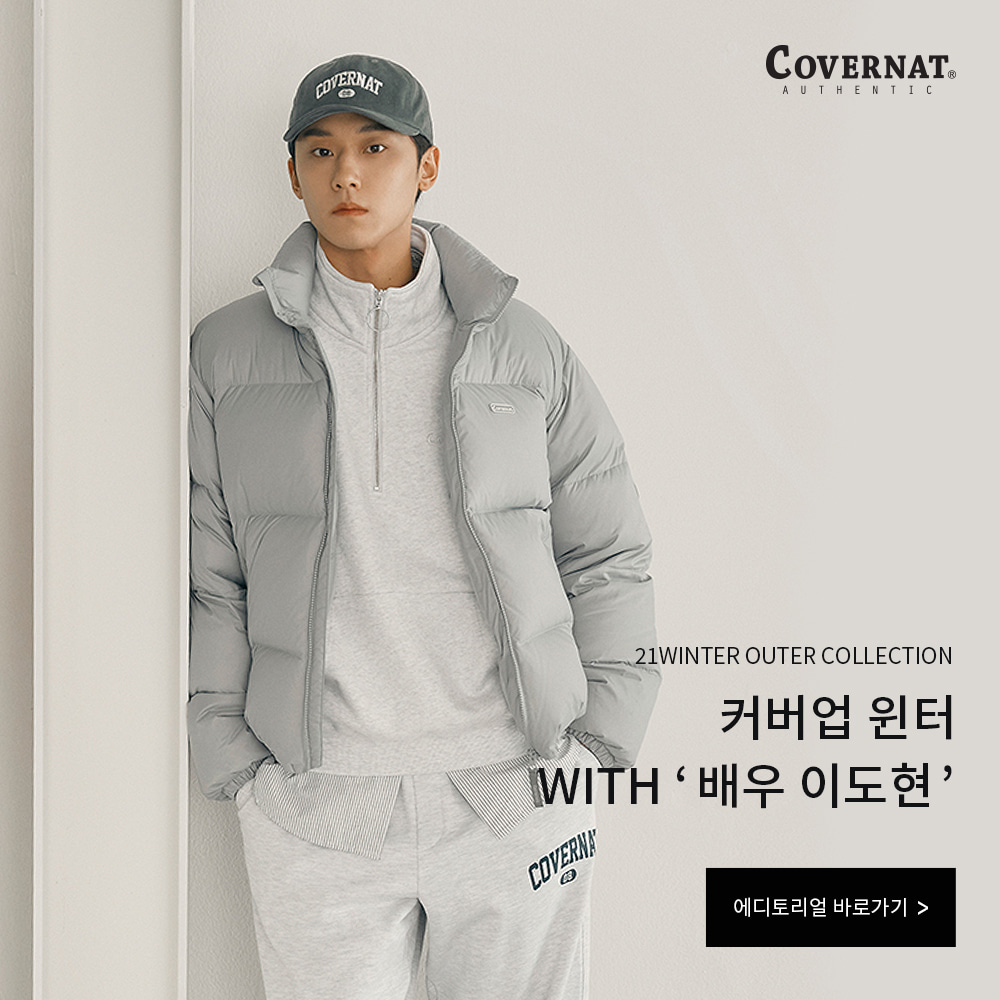 COVERNAT®
AUTHENTIC
COVERNAT
21WINTER OUTER COLLECTION
커버업 윈터
WITH ‘ 배우 이도현 ’
COVERNA
에디토리얼 바로가기 >